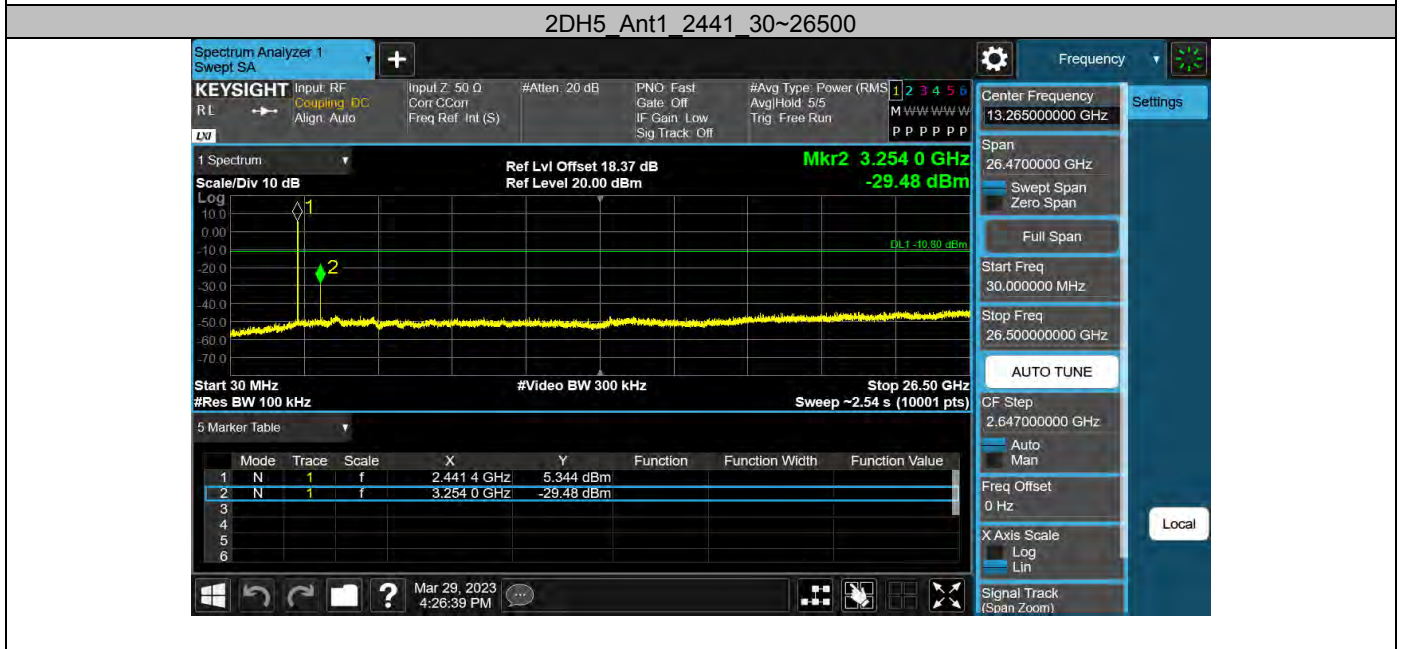 2DH5_Ant1_2441_30~26500
Spectrum Analyzer 1
Swept SA
+
Frequency
KEYSIGHT
RL
LXI
Input: RF
Coupling: DC
Align: Auto
Input Z: 50 Ω
Corr CCorr
Freq Ref: Int (S)
#Atten: 20 dB
PNO: Fast
Gate: Off
IF Gain: Low
Sig Track: Off
#Avg Type: Power (RMS
Avg|Hold: 5/5
Trig: Free Run
1 2 3 4 5 6
M W W W W W
P P P P P P
Center Frequency
13.265000000 GHz
Settings
1 Spectrum
Scale/Div 10 dB
Ref Lvl Offset 18.37 dB
Ref Level 20.00 dBm
Mkr2 3.254 0 GHz
-29.48 dBm
Span
26.4700000 GHz
Swept Span
Zero Span
Log
10.0
0.00
-10.0
-20.0
-30.0
-40.0
-50.0
-60.0
-70.0
1
2
DL1 -10.80 dBm
Full Span
Start Freq
30.000000 MHz
Stop Freq
26.500000000 GHz
AUTO TUNE
Start 30 MHz
#Video BW 300 kHz
Stop 26.50 GHz
#Res BW 100 kHz
Sweep ~2.54 s (10001 pts)
CF Step
2.647000000 GHz
Auto
Man
5 Marker Table
Mode Trace Scale X Y Function Function Width Function Value
1 N 1 f 2.441 4 GHz 5.344 dBm
2 N 1 f 3.254 0 GHz -29.48 dBm
3
4
5
6
Freq Offset
0 Hz
Local
X Axis Scale
Log
Lin
?
Mar 29, 2023
4:26:39 PM
Signal Track
(Span Zoom)